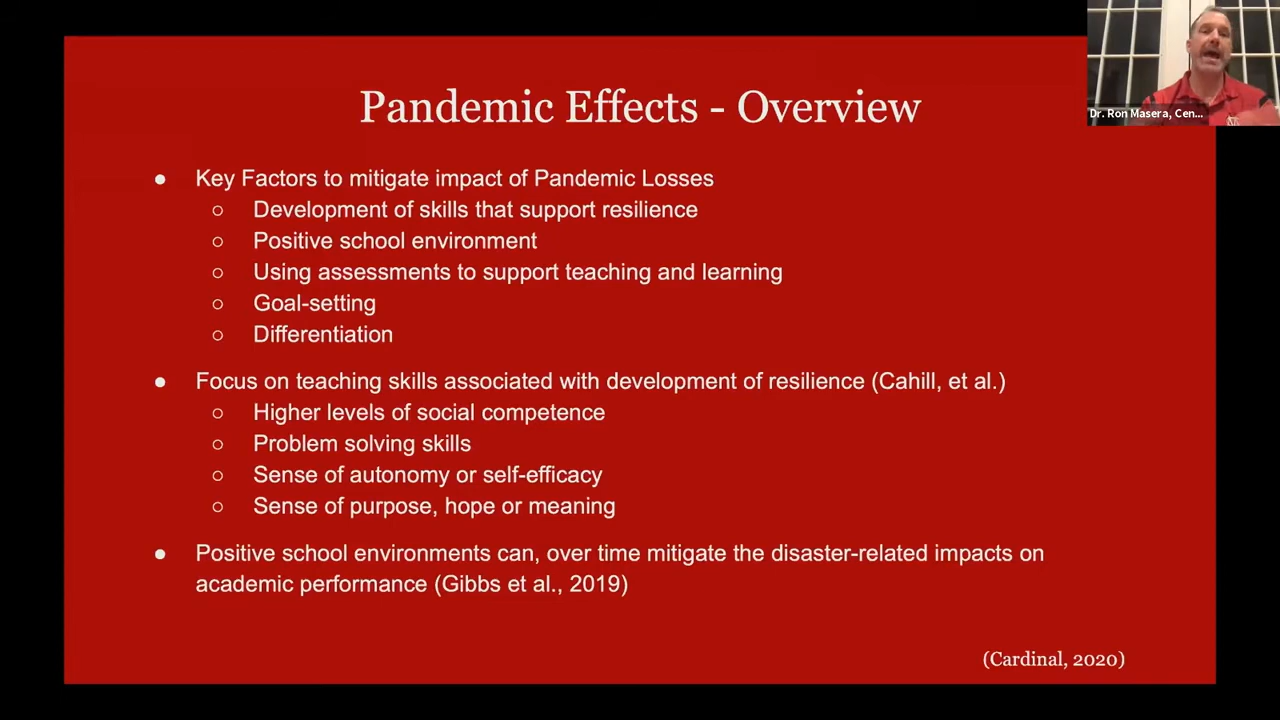 Pandemic Effects - Overview
Dr. Ron Masera, Cen...
● Key Factors to mitigate impact of Pandemic Losses
○ Development of skills that support resilience
○ Positive school environment
○ Using assessments to support teaching and learning
○ Goal-setting
○ Differentiation
● Focus on teaching skills associated with development of resilience (Cahill, et al.)
○ Higher levels of social competence
○ Problem solving skills
○ Sense of autonomy or self-efficacy
○ Sense of purpose, hope or meaning
● Positive school environments can, over time mitigate the disaster-related impacts on
academic performance (Gibbs et al., 2019)
(Cardinal, 2020)